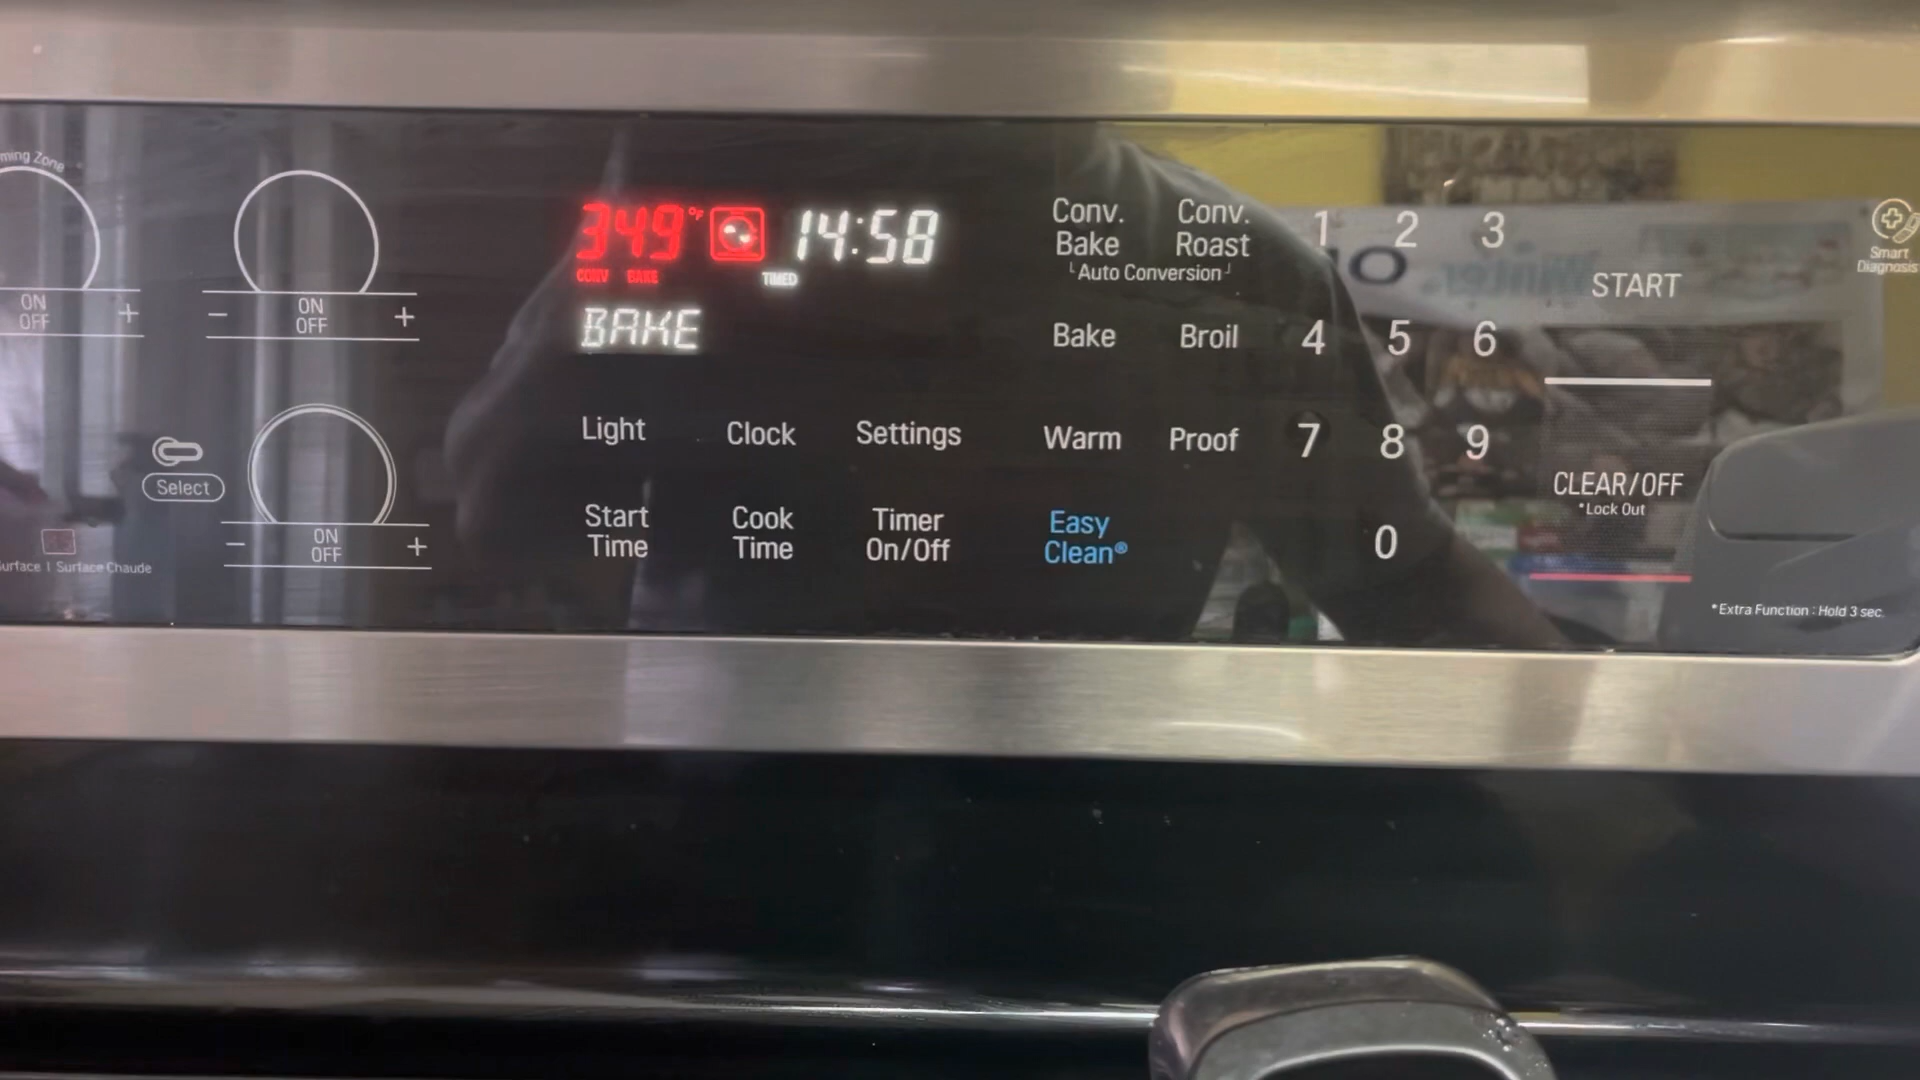 ming Zone
ON
OFF
+
−
ON
OFF
+
Select
−
ON
OFF
+
urface | Surface Chaude
349°F
14:58
CONV BAKE
TIMED
BAKE
Light
Clock
Settings
Start
Time
Cook
Time
Timer
On/Off
Conv.
Bake
Conv.
Roast
Auto Conversion
Bake
Broil
Warm
Proof
Easy
Clean®
1 2 3
4 5 6
7 8 9
0
START
CLEAR/OFF
*Lock Out
Smart
Diagnosis
*Extra Function : Hold 3 sec.